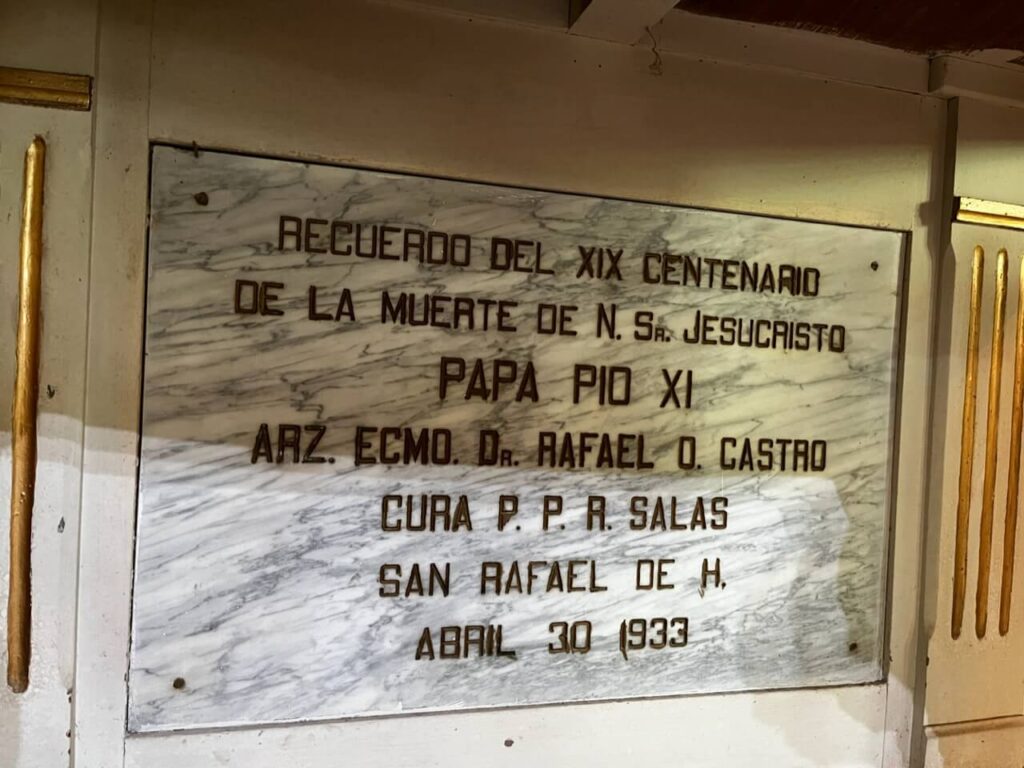 RECUERDO DEL XIX CENTENARIO
DE LA MUERTE DE N. SR. JESUCRISTO
PAPA PIO XI
ARZ. ECMO. DR. RAFAEL O. CASTRO
CURA P. P. R. SALAS
SAN RAFAEL DE H.
ABRIL 30 1933